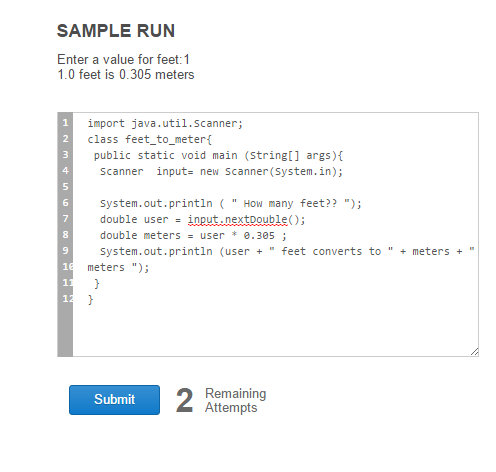 SAMPLE RUN
Enter a value for feet:1
1.0 feet is 0.305 meters
1 import java.util.Scanner;
2 class feet_to_meter{
3 public static void main (String[] args){
4 Scanner input= new Scanner(System.in);
5
6 System.out.println ( " How many feet?? ");
7 double user = input.nextDouble();
8 double meters = user * 0.305 ;
9 System.out.println (user + " feet converts to " + meters + "
10 meters ");
11 }
12 }
Submit
2 Remaining
Attempts